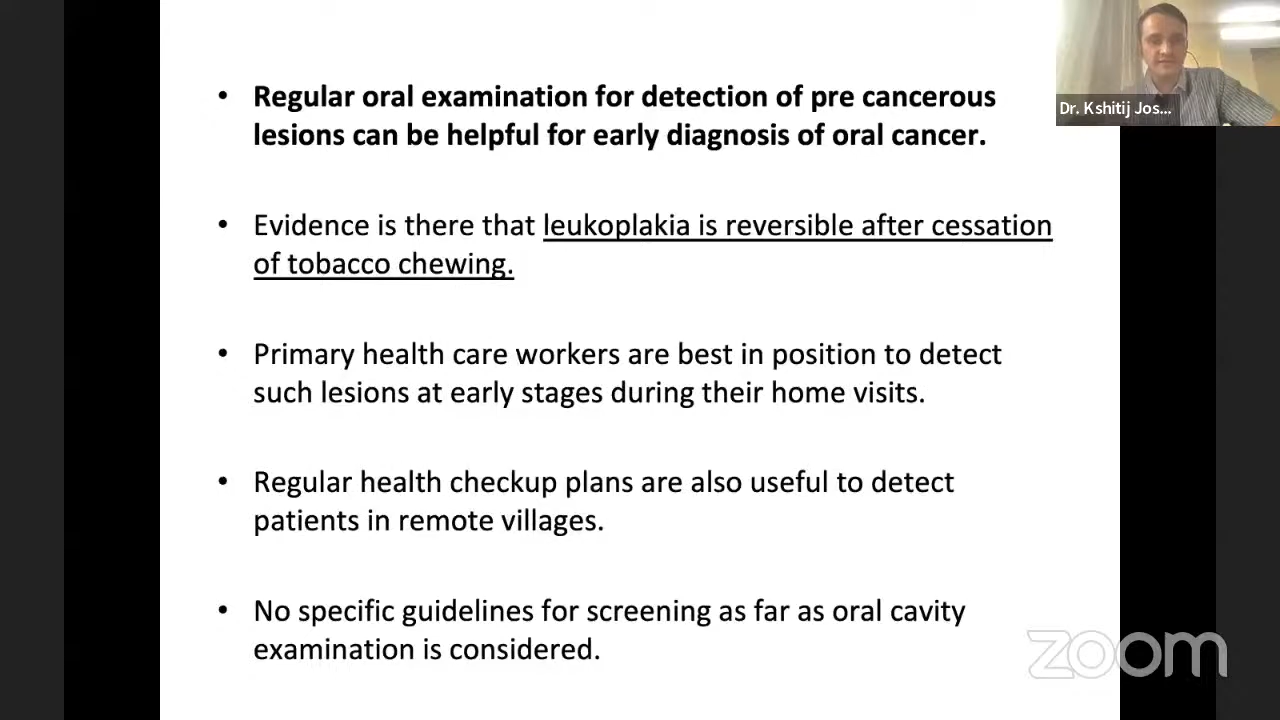 • Regular oral examination for detection of pre cancerous
lesions can be helpful for early diagnosis of oral cancer.
• Evidence is there that leukoplakia is reversible after cessation
of tobacco chewing.
• Primary health care workers are best in position to detect
such lesions at early stages during their home visits.
• Regular health checkup plans are also useful to detect
patients in remote villages.
• No specific guidelines for screening as far as oral cavity
examination is considered.
Dr. Kshitij Jos...
zoom